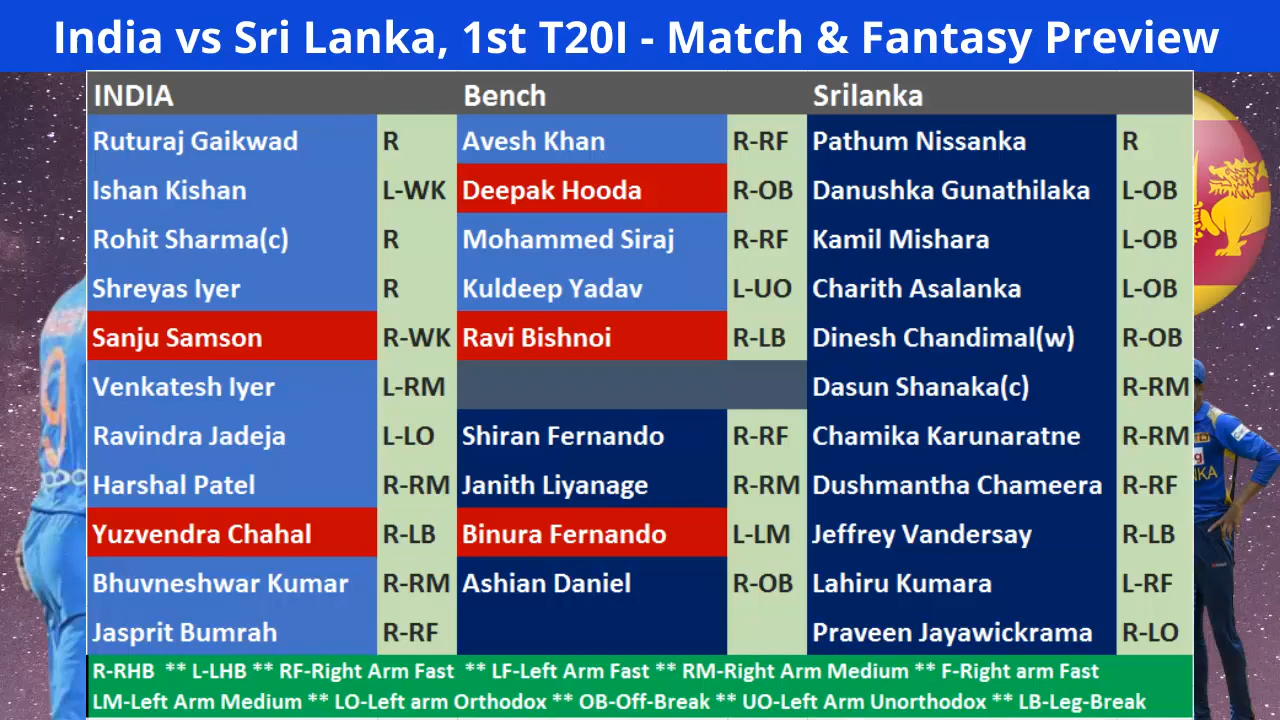 India vs Sri Lanka, 1st T20I - Match & Fantasy Preview
INDIA Bench Srilanka
Ruturaj Gaikwad R Avesh Khan R-RF Pathum Nissanka R
Ishan Kishan L-WK Deepak Hooda R-OB Danushka Gunathilaka L-OB
Rohit Sharma(c) R Mohammed Siraj R-RF Kamil Mishara L-OB
Shreyas Iyer R Kuldeep Yadav L-UO Charith Asalanka L-OB
Sanju Samson R-WK Ravi Bishnoi R-LB Dinesh Chandimal(w) R-OB
Venkatesh Iyer L-RM Dasun Shanaka(c) R-RM
Ravindra Jadeja L-LO Shiran Fernando R-RF Chamika Karunaratne R-RM
Harshal Patel R-RM Janith Liyanage R-RM Dushmantha Chameera R-RF
Yuzvendra Chahal R-LB Binura Fernando L-LM Jeffrey Vandersay R-LB
Bhuvneshwar Kumar R-RM Ashian Daniel R-OB Lahiru Kumara L-RF
Jasprit Bumrah R-RF Praveen Jayawickrama R-LO
R-RHB ** L-LHB ** RF-Right Arm Fast ** LF-Left Arm Fast ** RM-Right Arm Medium ** F-Right arm Fast
LM-Left Arm Medium ** LO-Left arm Orthodox ** OB-Off-Break ** UO-Left Arm Unorthodox ** LB-Leg-Break
9